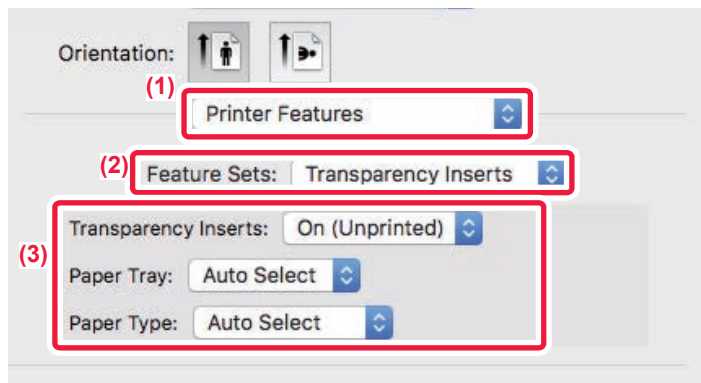 Orientation:
(1)
Printer Features
(2)
Feature Sets: Transparency Inserts
(3)
Transparency Inserts: On (Unprinted)
Paper Tray: Auto Select
Paper Type: Auto Select